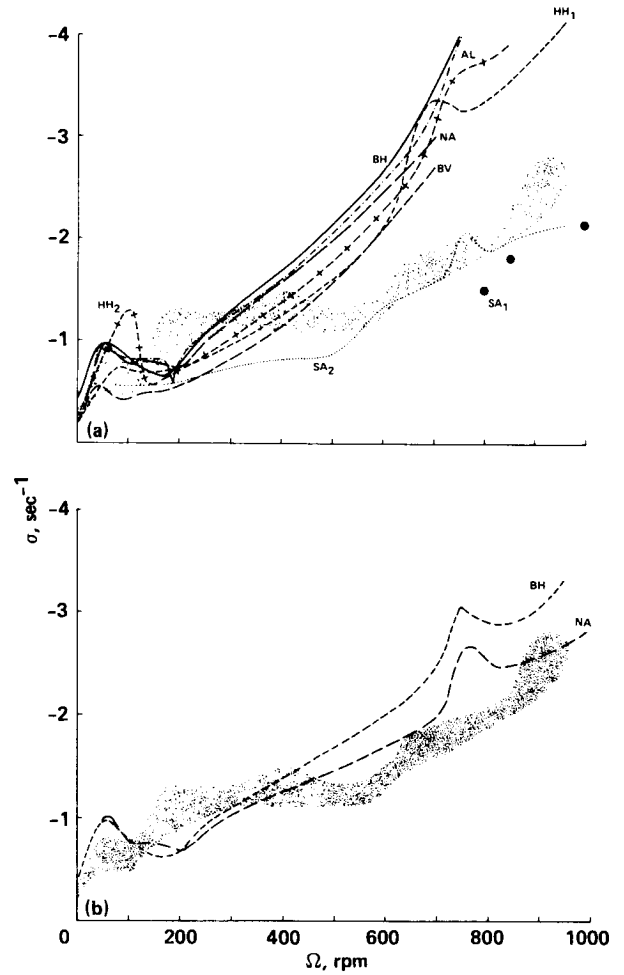 -4
HH1
AL
-3
NA
BH
BV
-2
HH2
SA1
-1
SA2
(a)
σ, sec⁻¹
-4
BH
-3
NA
-2
-1
(b)
0 200 400 600 800 1000
Ω, rpm